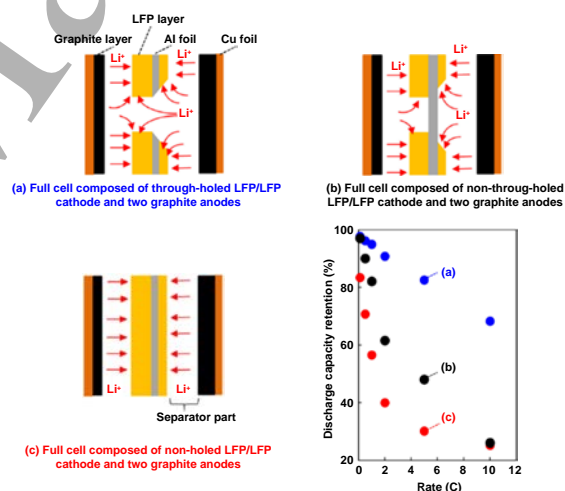 LFP layer
Graphite layer
Al foil
Cu foil
Li⁺
Li⁺
Li⁺
(a) Full cell composed of through-holed LFP/LFP
cathode and two graphite anodes
Li⁺
Li⁺
(b) Full cell composed of non-throug-holed
LFP/LFP cathode and two graphite anodes
Li⁺
Li⁺
Separator part
(c) Full cell composed of non-holed LFP/LFP
cathode and two graphite anodes
Discharge capacity retention (%)
100
80
60
40
20
(a)
(b)
(c)
0 2 4 6 8 10 12
Rate (C)